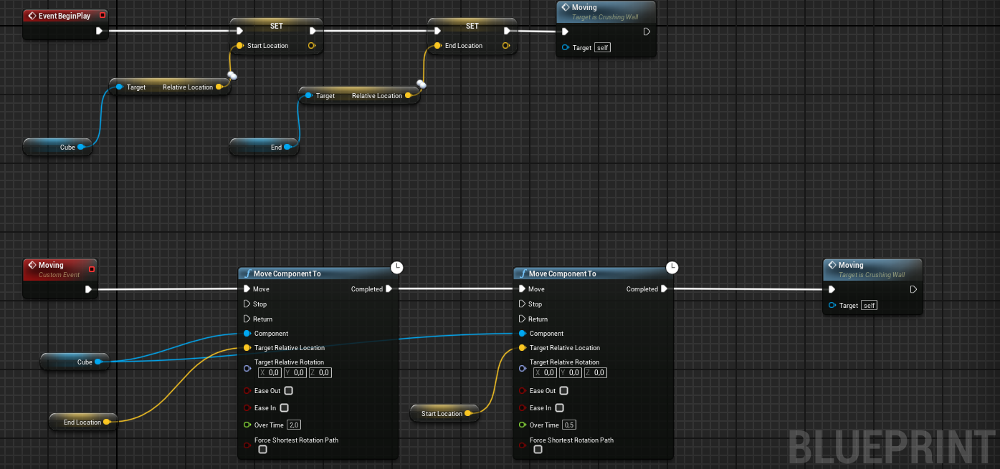 Event BeginPlay
SET
Start Location
SET
End Location
Moving
Target is Crushing Wall
Target self
Target Relative Location
Target Relative Location
Cube
End
Moving
Custom Event
Move Component To
Move Completed
Stop
Return
Component
Target Relative Location
Target Relative Rotation
X 0,0 Y 0,0 Z 0,0
Ease Out
Ease In
Over Time 2,0
Force Shortest Rotation Path
Cube
End Location
Start Location
Move Component To
Move Completed
Stop
Return
Component
Target Relative Location
Target Relative Rotation
X 0,0 Y 0,0 Z 0,0
Ease Out
Ease In
Over Time 0,5
Force Shortest Rotation Path
Moving
Target is Crushing Wall
Target self
BLUEPRINT